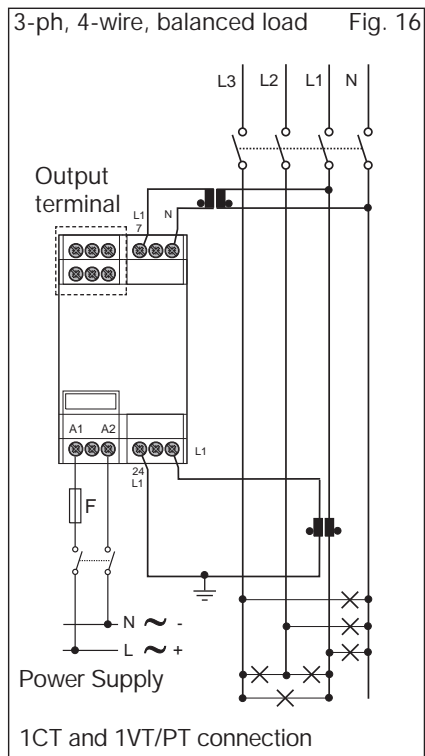 3-ph, 4-wire, balanced load Fig. 16
L3 L2 L1 N
Output
terminal
L1 N
7
A1 A2
L1
24
L1
F
N ~ -
L ~ +
Power Supply
1CT and 1VT/PT connection